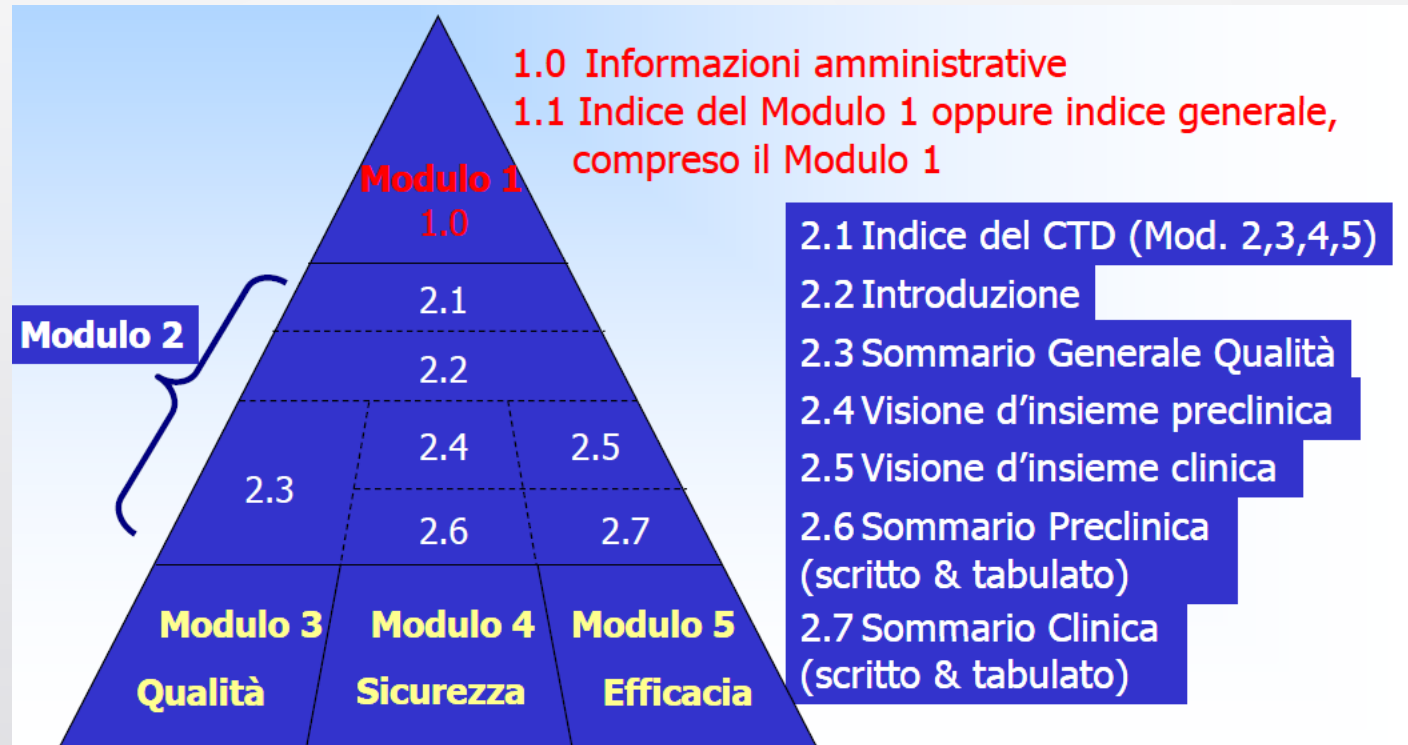 1.0 Informazioni amministrative
1.1 Indice del Modulo 1 oppure indice generale,
compreso il Modulo 1
Modulo 1
1.0
Modulo 2
2.1
2.2
2.3
2.4
2.5
2.6
2.7
Modulo 3
Qualità
Modulo 4
Sicurezza
Modulo 5
Efficacia
2.1 Indice del CTD (Mod. 2,3,4,5)
2.2 Introduzione
2.3 Sommario Generale Qualità
2.4 Visione d'insieme preclinica
2.5 Visione d'insieme clinica
2.6 Sommario Preclinica
(scritto & tabulato)
2.7 Sommario Clinica
(scritto & tabulato)